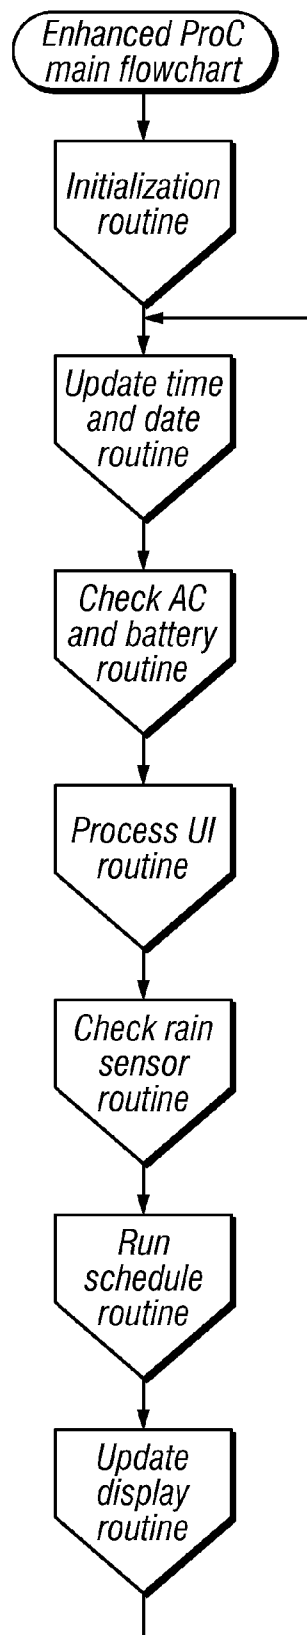 Enhanced ProC
main flowchart
Initialization
routine
Update time
and date
routine
Check AC
and battery
routine
Process UI
routine
Check rain
sensor
routine
Run
schedule
routine
Update
display
routine